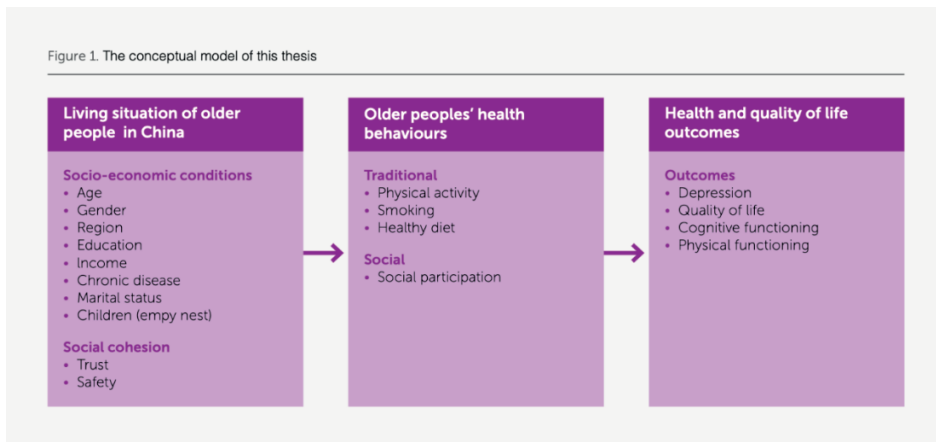 Figure 1. The conceptual model of this thesis
Living situation of older
people in China
Socio-economic conditions
• Age
• Gender
• Region
• Education
• Income
• Chronic disease
• Marital status
• Children (empy nest)
Social cohesion
• Trust
• Safety
Older peoples’ health
behaviours
Traditional
• Physical activity
• Smoking
• Healthy diet
Social
• Social participation
Health and quality of life
outcomes
Outcomes
• Depression
• Quality of life
• Cognitive functioning
• Physical functioning